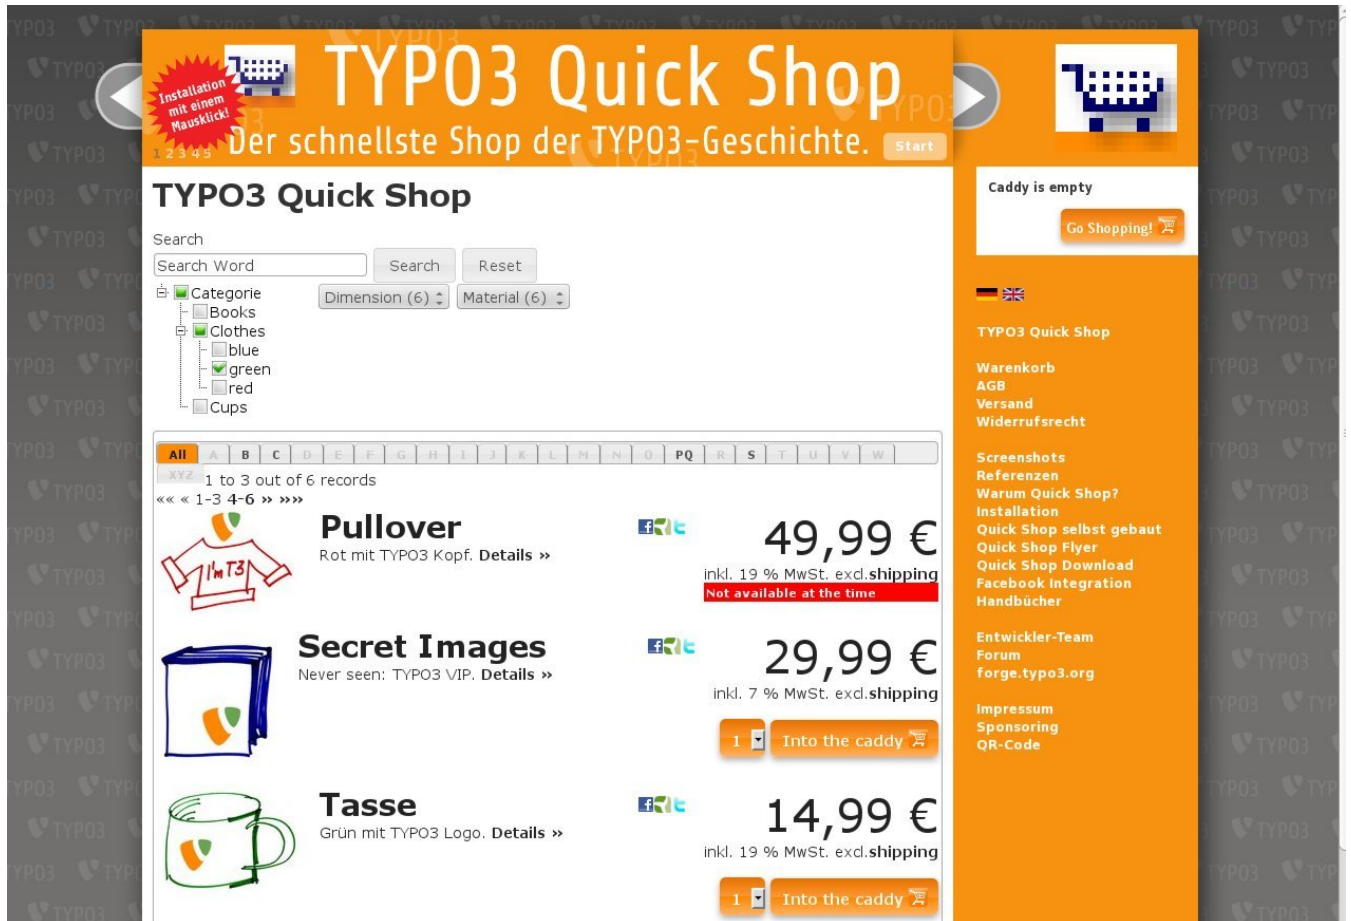 TYPO3 Quick Shop
Installation
mit einem
Mausklick!
Der schnellste Shop der TYPO3-Geschichte.
1 2 3 4 5
Start
TYPO3 Quick Shop
Search
Search Word
Search
Reset
Categorie
Dimension (6)
Material (6)
Books
Clothes
blue
green
red
Cups
All A B C D E F G H I J K L M N O PQ R S T U V W
XYZ
1 to 3 out of 6 records
«« « 1-3 4-6 » »»
Pullover
Rot mit TYPO3 Kopf. Details »
49,99 €
inkl. 19 % MwSt. excl.shipping
Not available at the time
I'm T3
Secret Images
Never seen: TYPO3 VIP. Details »
29,99 €
inkl. 7 % MwSt. excl.shipping
1
Into the caddy
Tasse
Grün mit TYPO3 Logo. Details »
14,99 €
inkl. 19 % MwSt. excl.shipping
1
Into the caddy
Caddy is empty
Go Shopping!
TYPO3 Quick Shop
Warenkorb
AGB
Versand
Widerrufsrecht
Screenshots
Referenzen
Warum Quick Shop?
Installation
Quick Shop selbst gebaut
Quick Shop Flyer
Quick Shop Download
Facebook Integration
Handbücher
Entwickler-Team
Forum
forge.typo3.org
Impressum
Sponsoring
QR-Code